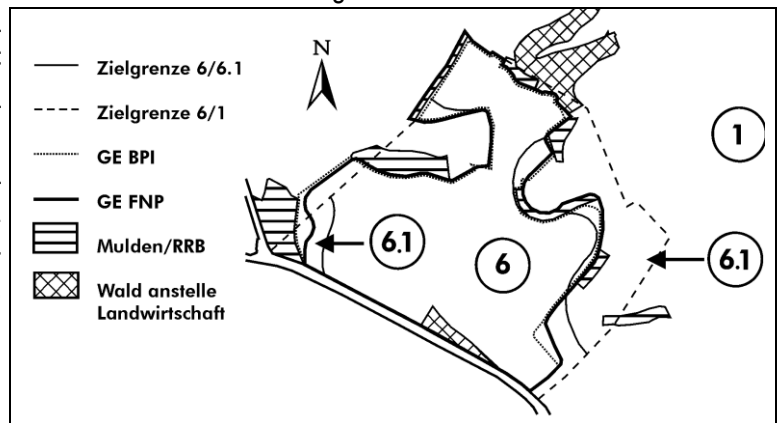 Zielgrenze 6/6.1
Zielgrenze 6/1
GE BPI
GE FNP
Mulden/RRB
Wald anstelle
Landwirtschaft
N
1
6.1
6
6.1